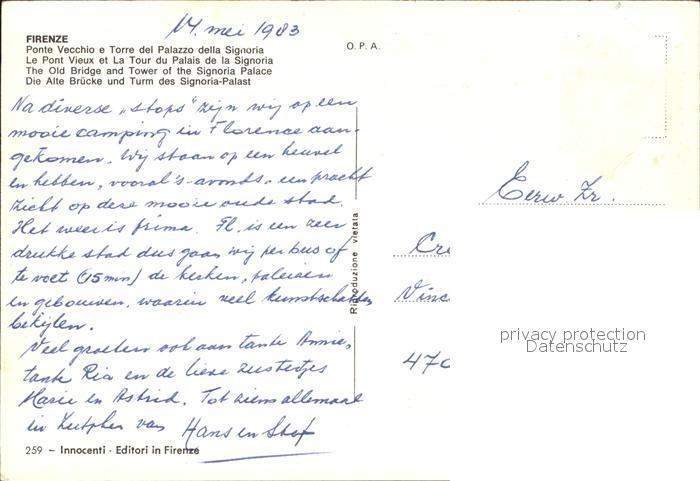 14 mei 1983
FIRENZE
Ponte Vecchio e Torre del Palazzo della Signoria
Le Pont Vieux et La Tour du Palais de la Signoria
The Old Bridge and Tower of the Signoria Palace
Die Alte Brücke und Turm des Signoria-Palast
O. P. A.
Na diverse „stops” zijn wij op een
mooie camping in Florence aan-
gekomen. Wij staan op een heuvel
en hebben, vooral 's-avonds, een pracht
zicht op deze mooie oude stad.
Het weer is prima. Fl. is een zeer
drukke stad dus gaan wij per bus of
te voet (15 min) de kerken, paleizen
en gebouwen, waarin veel kunstschatten
bekijken.
Veel groeten ook aan tante Annie,
tante Ria en de lieve zustertjes
Marie en Astrid. Tot ziens allemaal
in Zutphen van Hans en Stef
259 - Innocenti - Editori in Firenze
Riproduzione vietata
Eerw Zr.
Cre
Vinc
470
privacy protection
Datenschutz